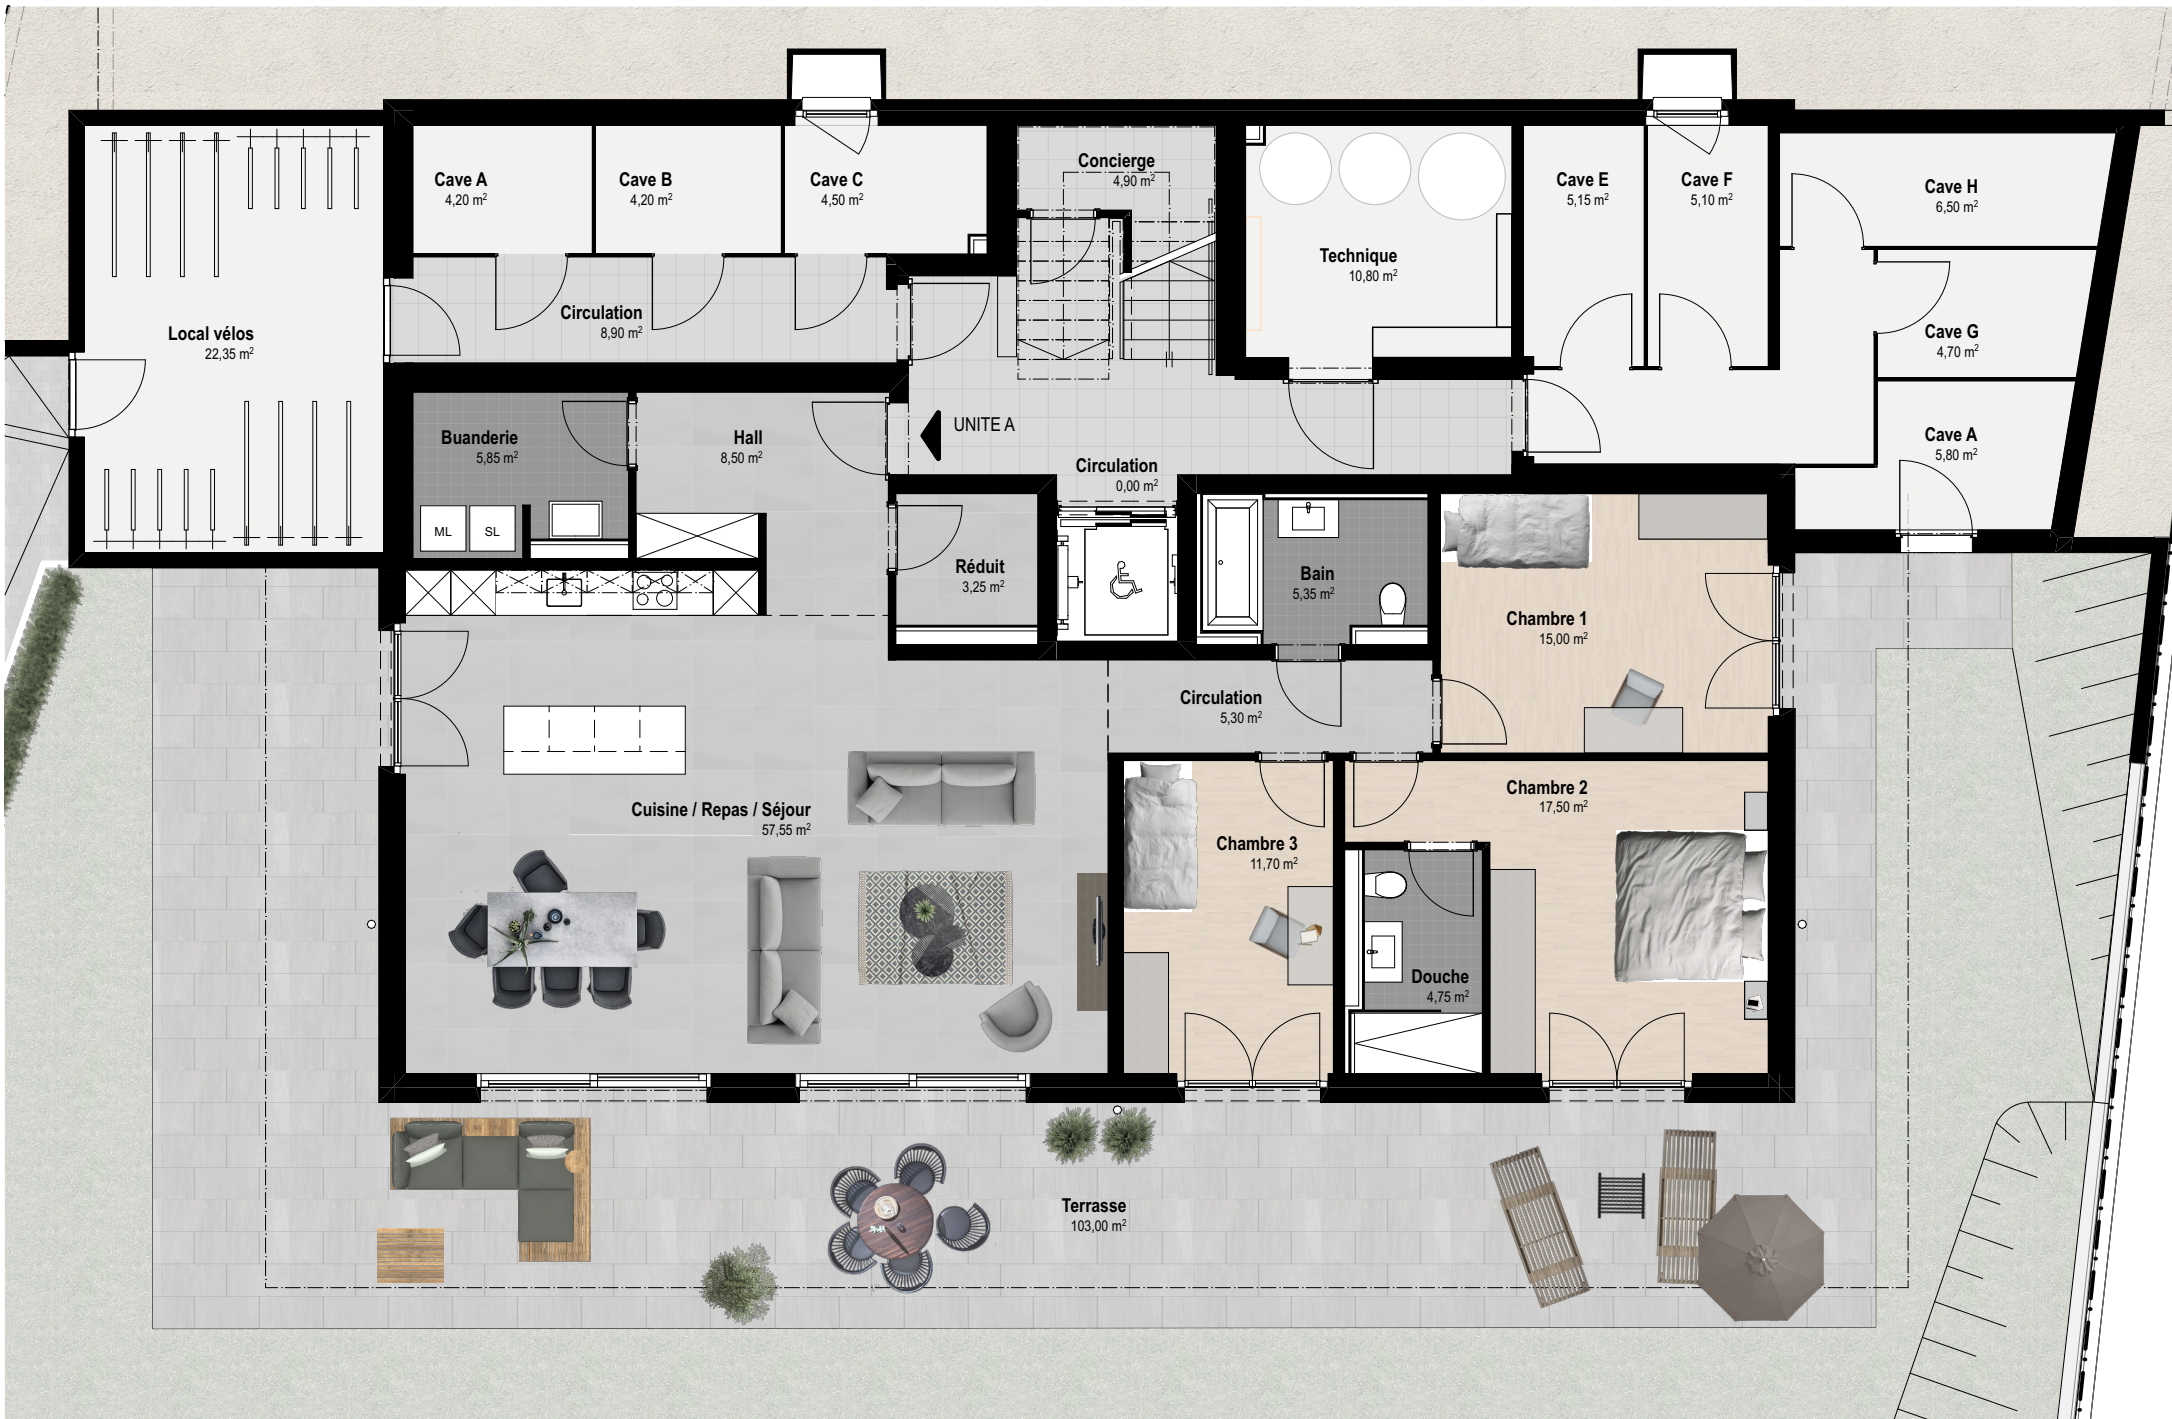 Concierge
4,90 m²
Cave A
4,20 m²
Cave B
4,20 m²
Cave C
4,50 m²
Cave E
5,15 m²
Cave F
5,10 m²
Cave H
6,50 m²
Technique
10,80 m²
Circulation
8,90 m²
Local vélos
22,35 m²
Cave G
4,70 m²
UNITE A
Buanderie
5,85 m²
Hall
8,50 m²
Cave A
5,80 m²
Circulation
0,00 m²
ML
SL
Réduit
3,25 m²
Bain
5,35 m²
Chambre 1
15,00 m²
Circulation
5,30 m²
Cuisine / Repas / Séjour
57,55 m²
Chambre 2
17,50 m²
Chambre 3
11,70 m²
Douche
4,75 m²
Terrasse
103,00 m²